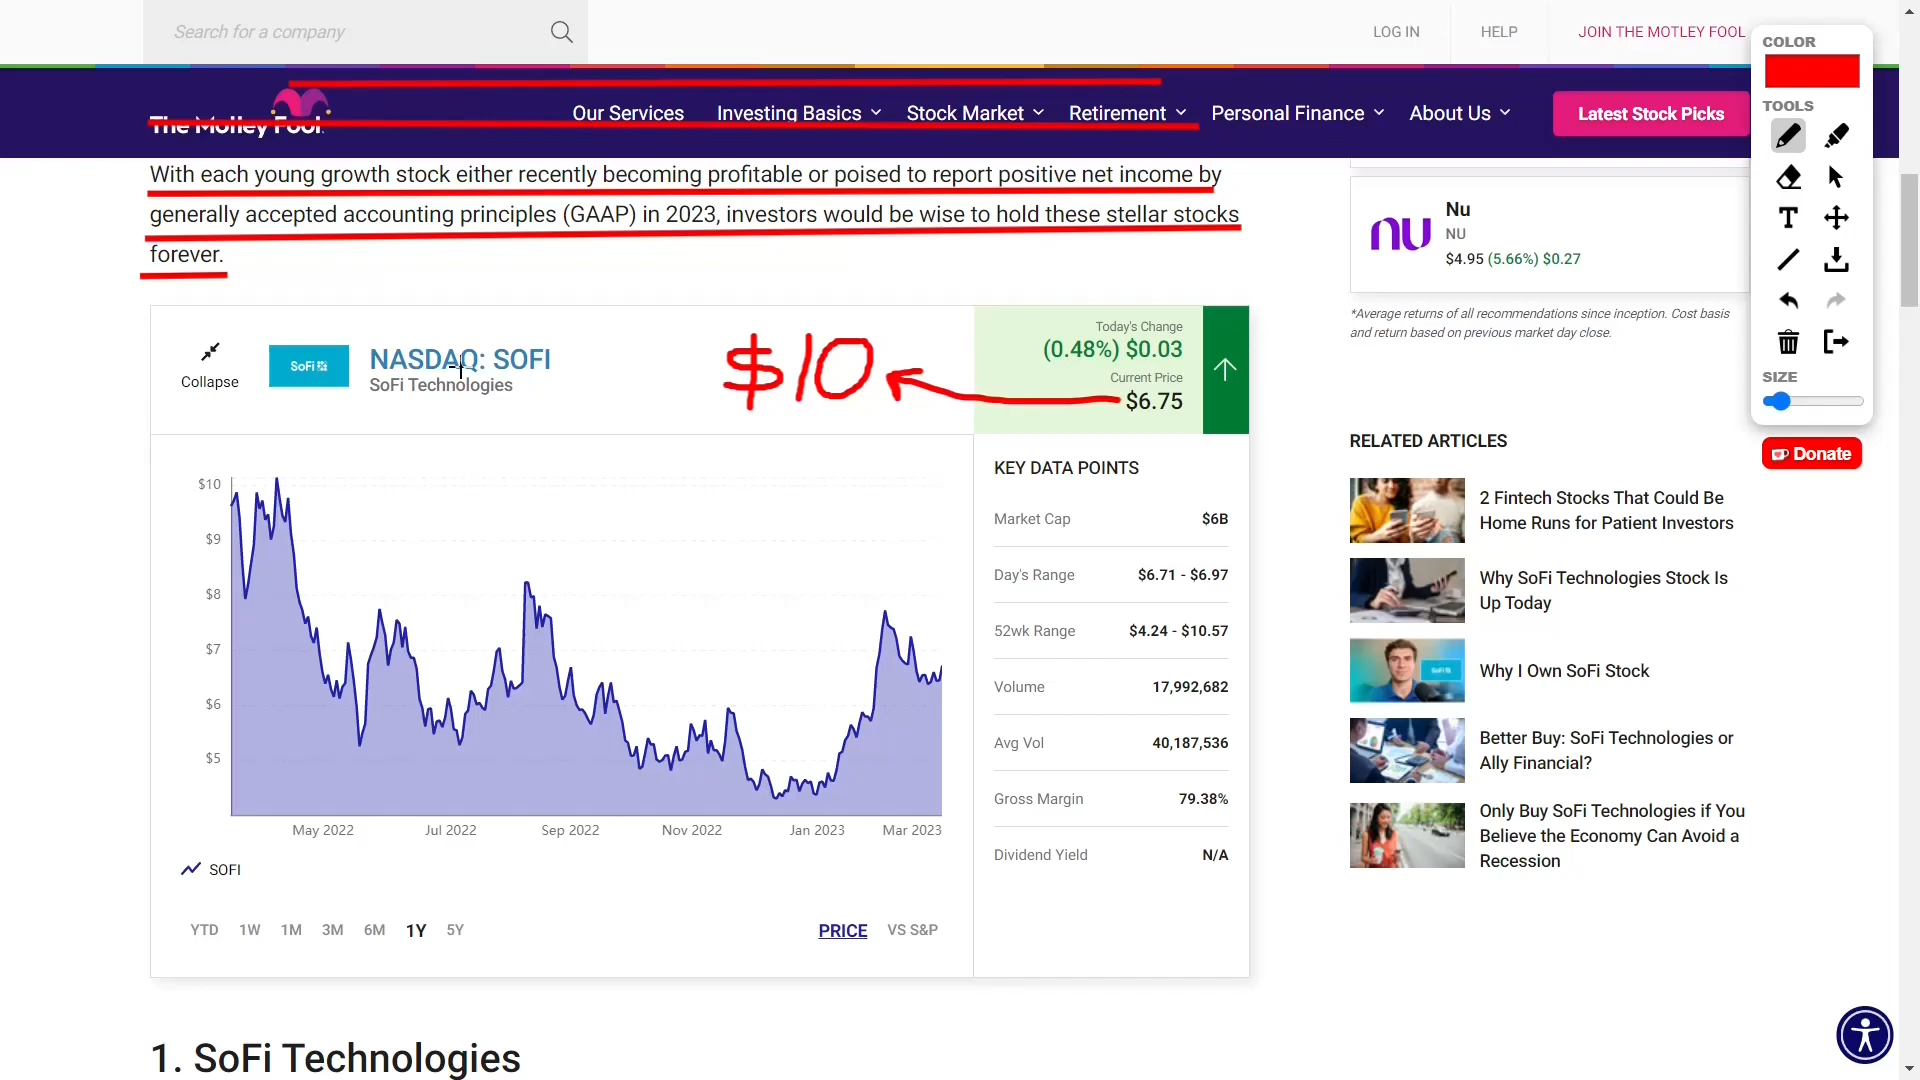 Search for a company
LOG IN
HELP
JOIN THE MOTLEY FOOL
The Motley Fool.
Our Services
Investing Basics
Stock Market
Retirement
Personal Finance
About Us
Latest Stock Picks
COLOR
TOOLS
SIZE
Donate
With each young growth stock either recently becoming profitable or poised to report positive net income by
generally accepted accounting principles (GAAP) in 2023, investors would be wise to hold these stellar stocks
forever.
Collapse
SoFi
NASDAQ: SOFI
SoFi Technologies
$10
Today's Change
(0.48%) $0.03
Current Price
$6.75
$10
$9
$8
$7
$6
$5
May 2022
Jul 2022
Sep 2022
Nov 2022
Jan 2023
Mar 2023
SOFI
YTD
1W
1M
3M
6M
1Y
5Y
PRICE
VS S&P
KEY DATA POINTS
Market Cap $6B
Day's Range $6.71 - $6.97
52wk Range $4.24 - $10.57
Volume 17,992,682
Avg Vol 40,187,536
Gross Margin 79.38%
Dividend Yield N/A
1. SoFi Technologies
nu
Nu
NU
$4.95 (5.66%) $0.27
*Average returns of all recommendations since inception. Cost basis
and return based on previous market day close.
RELATED ARTICLES
2 Fintech Stocks That Could Be
Home Runs for Patient Investors
Why SoFi Technologies Stock Is
Up Today
Why I Own SoFi Stock
Better Buy: SoFi Technologies or
Ally Financial?
Only Buy SoFi Technologies if You
Believe the Economy Can Avoid a
Recession